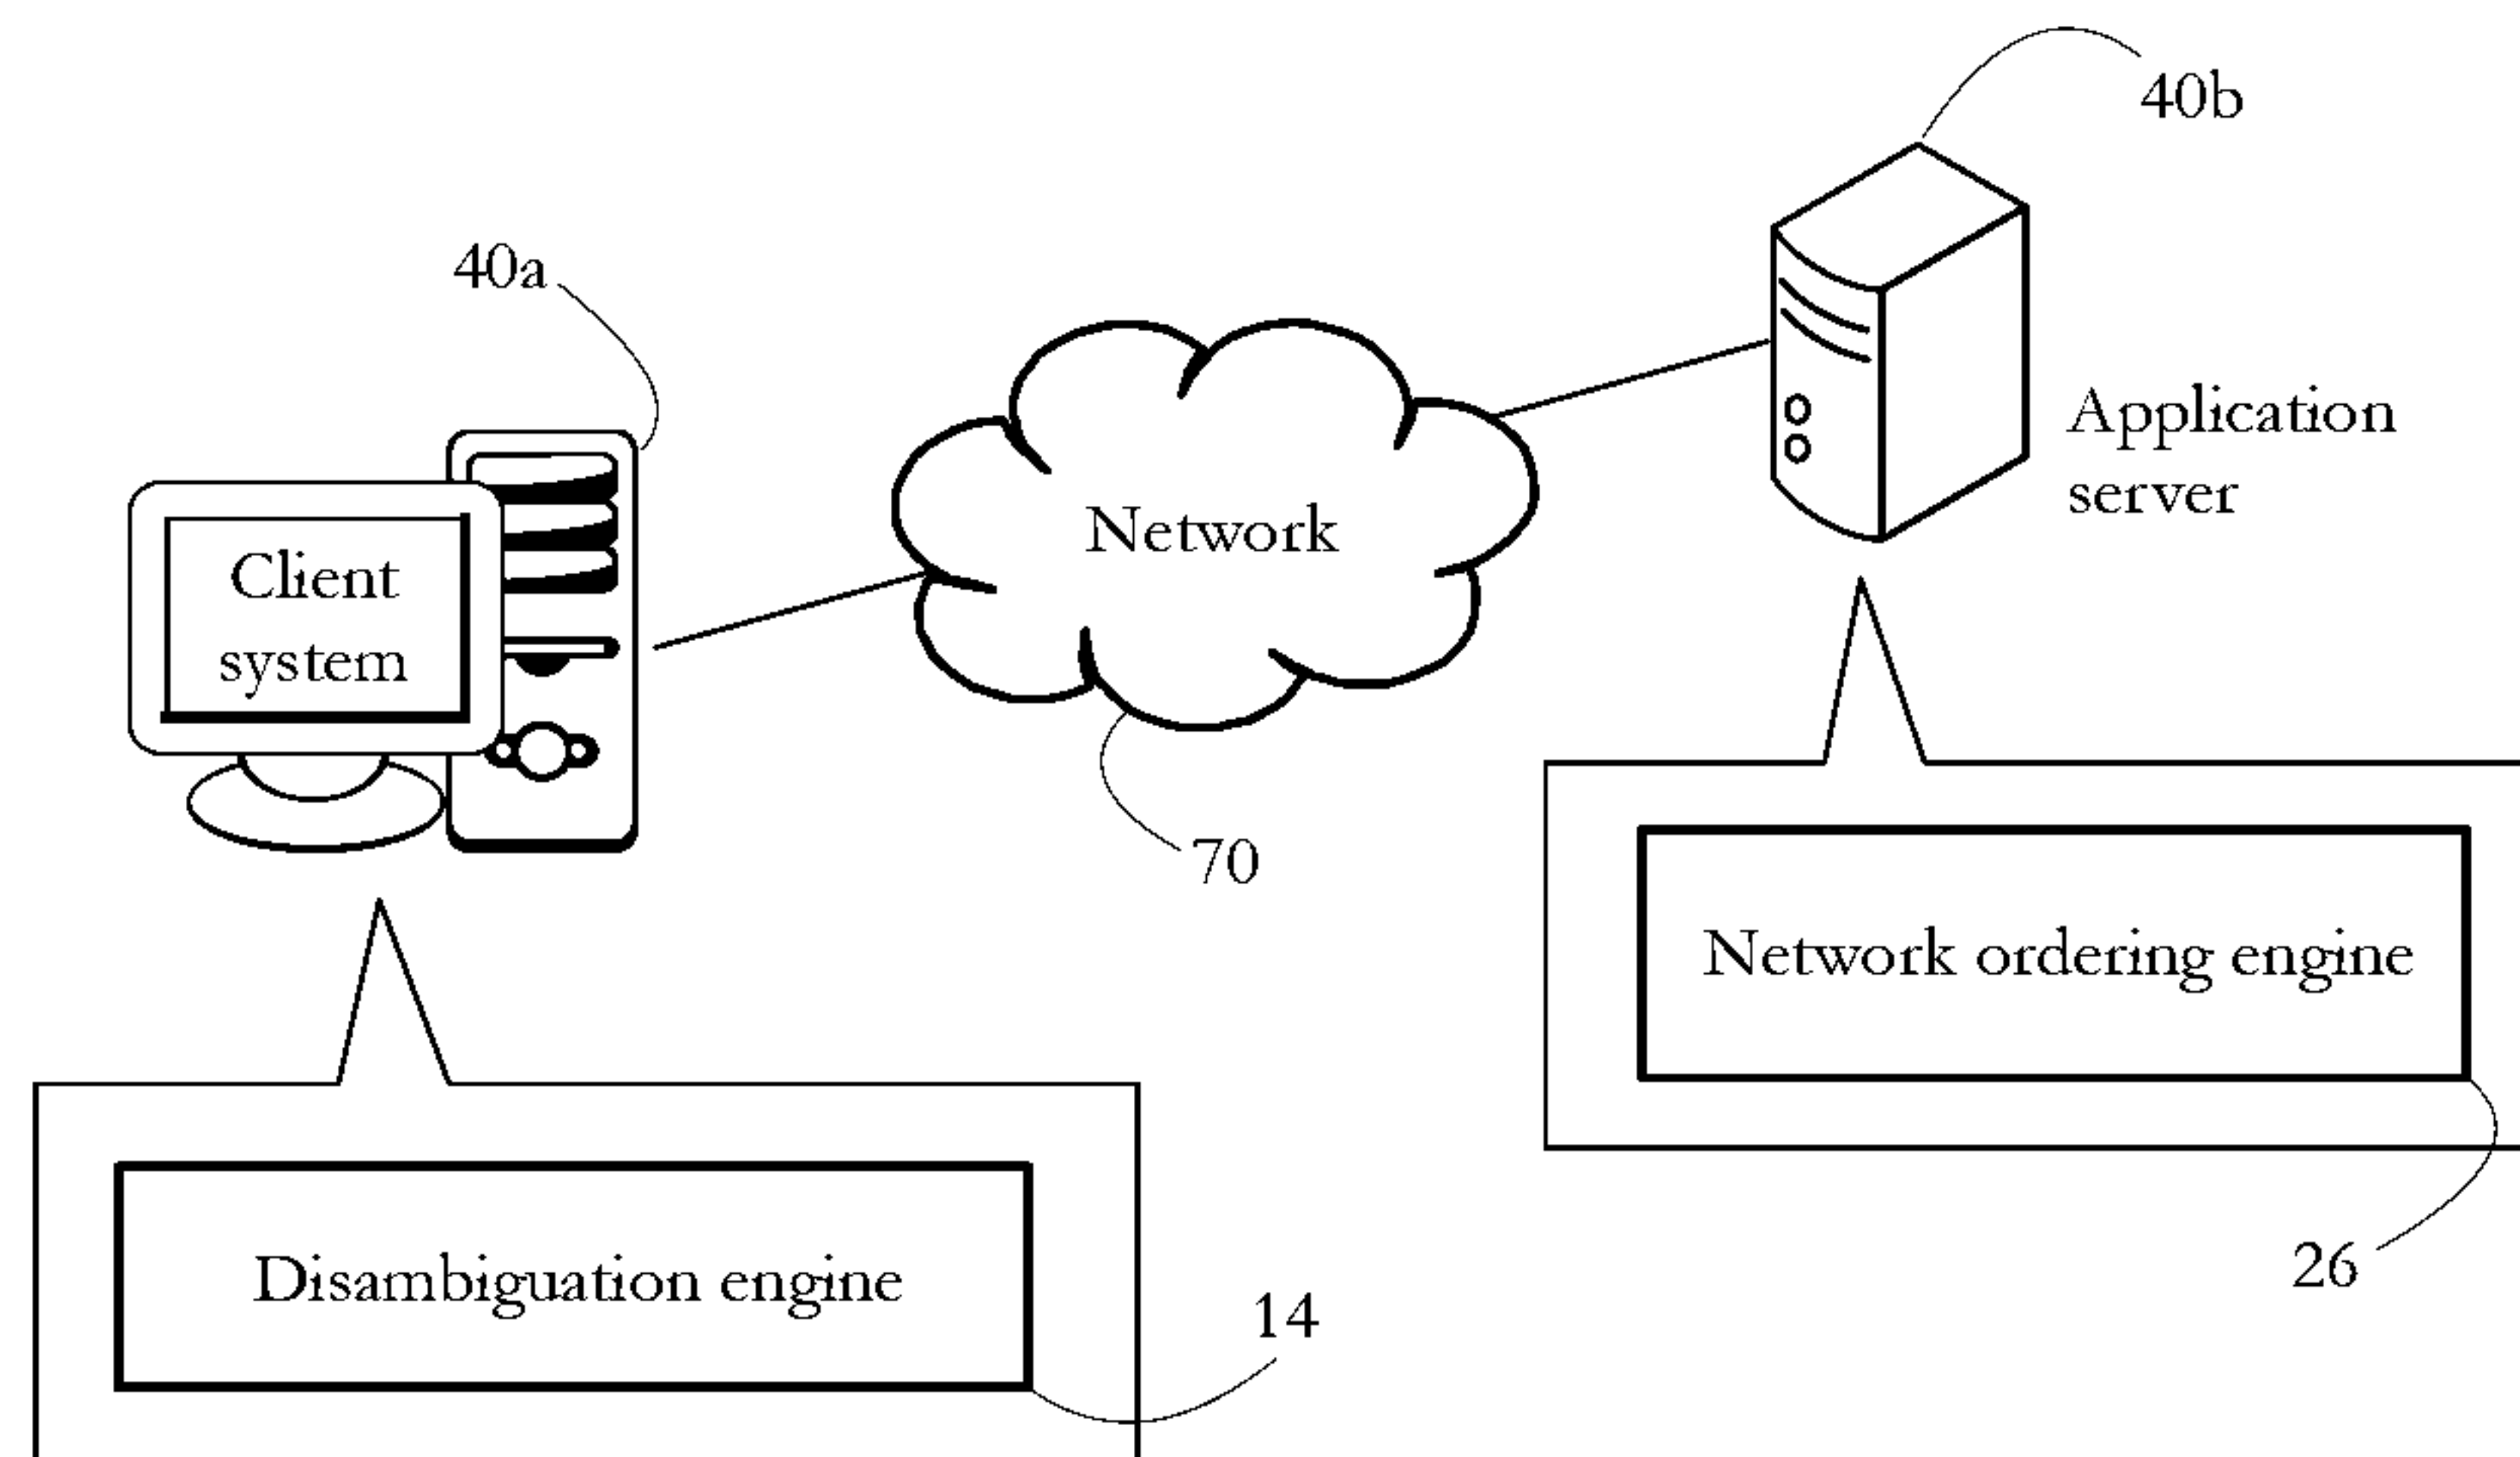 40b
40a
Application
server
Network
Client
system
70
Network ordering engine
26
Disambiguation engine
14